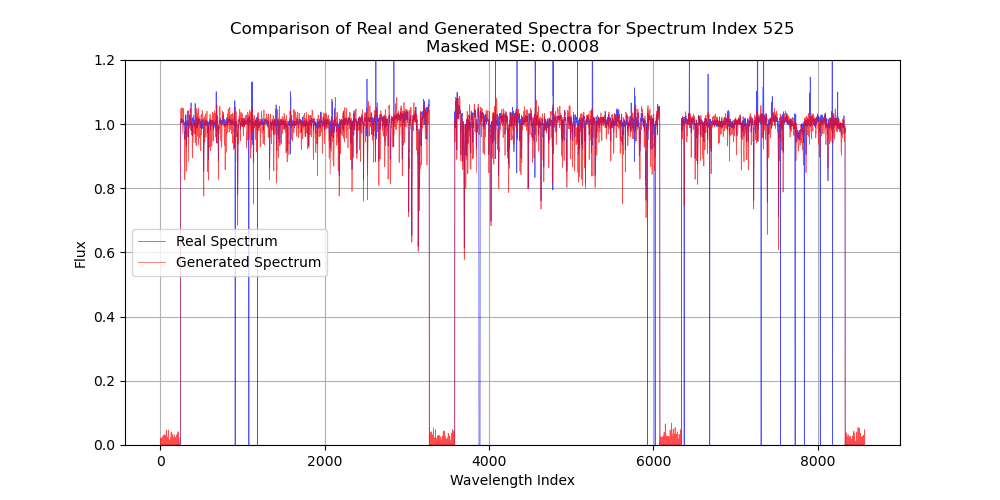 Comparison of Real and Generated Spectra for Spectrum Index 525
Masked MSE: 0.0008
1.2
1.0
0.8
0.6
0.4
0.2
0.0
Flux
Real Spectrum
Generated Spectrum
0 2000 4000 6000 8000
Wavelength Index